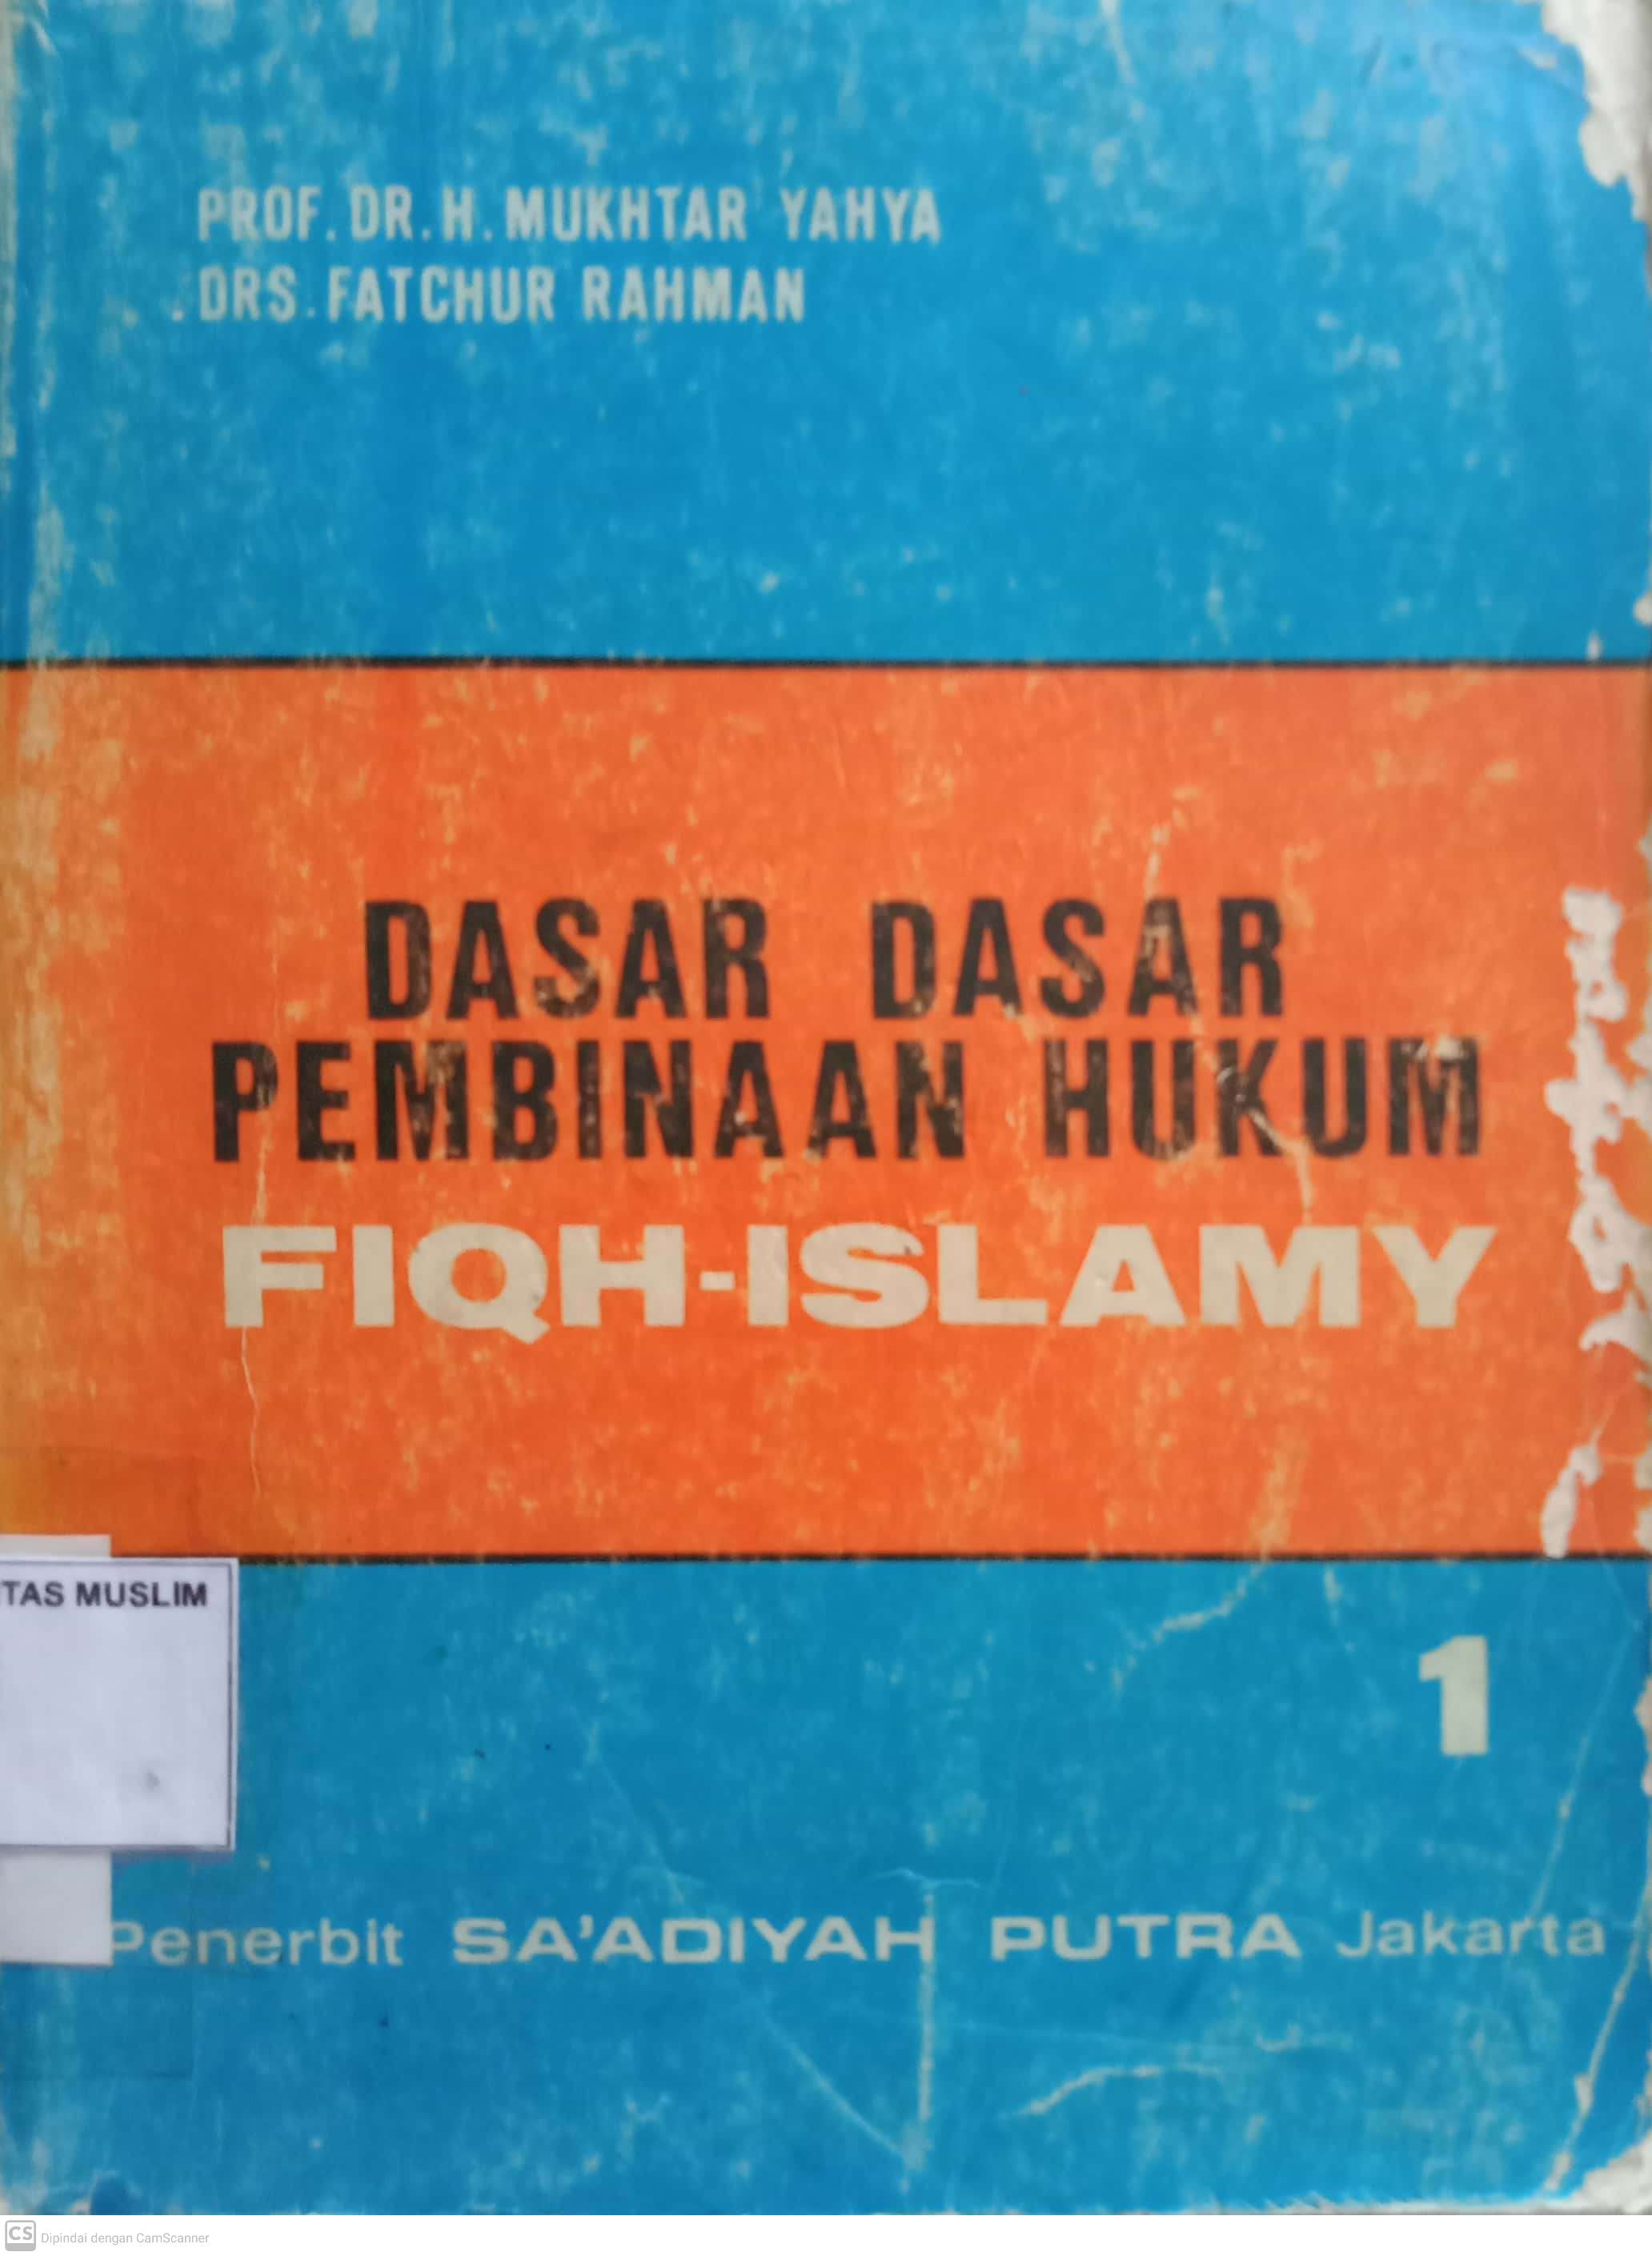 PROF. DR. H. MUKHTAR YAHYA
DRS. FATCHUR RAHMAN
DASAR DASAR
PEMBINAAN HUKUM
FIQH-ISLAMY
TAS MUSLIM
1
Penerbit SA'ADIYAH PUTRA Jakarta
CS Dipindai dengan CamScanner